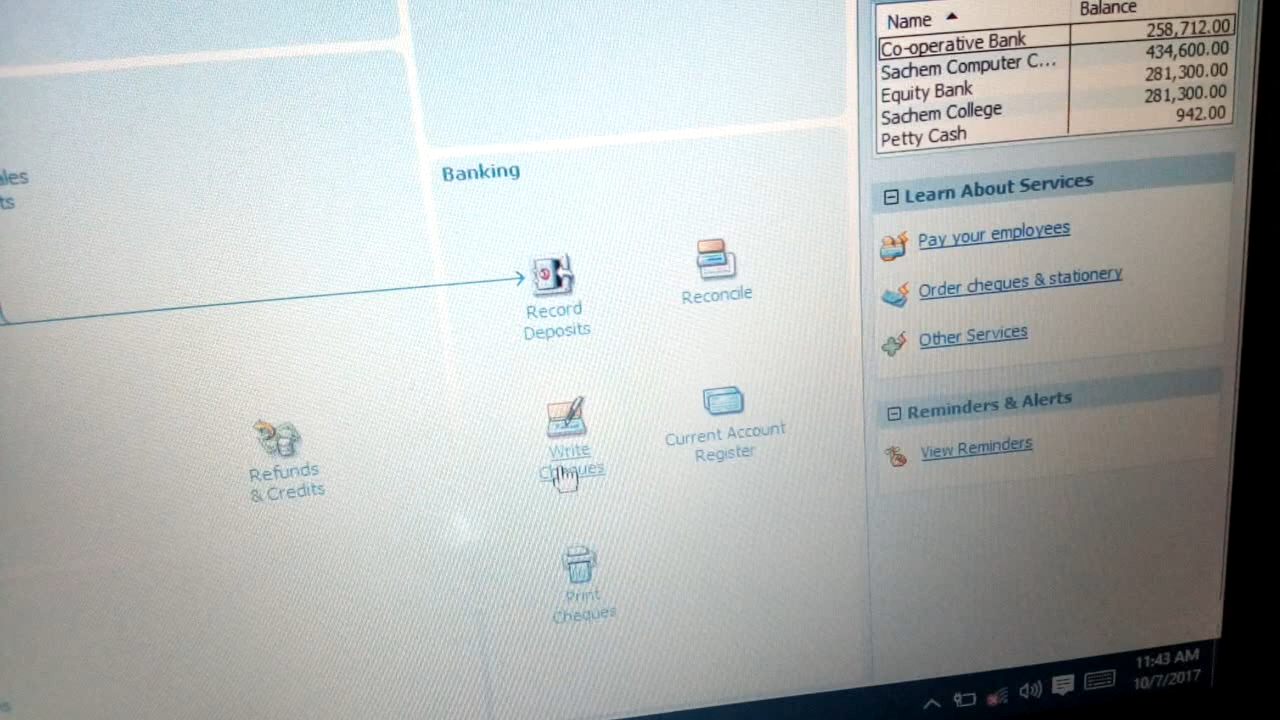 Name Balance
Co-operative Bank 258,712.00
Sachem Computer C... 434,600.00
Equity Bank 281,300.00
Sachem College 281,300.00
Petty Cash 942.00
Banking
Learn About Services
Pay your employees
Order cheques & stationery
Other Services
Record
Deposits
Reconcile
Reminders & Alerts
View Reminders
Write
Cheques
Current Account
Register
Refunds
& Credits
Print
Cheques
11:43 AM
10/7/2017